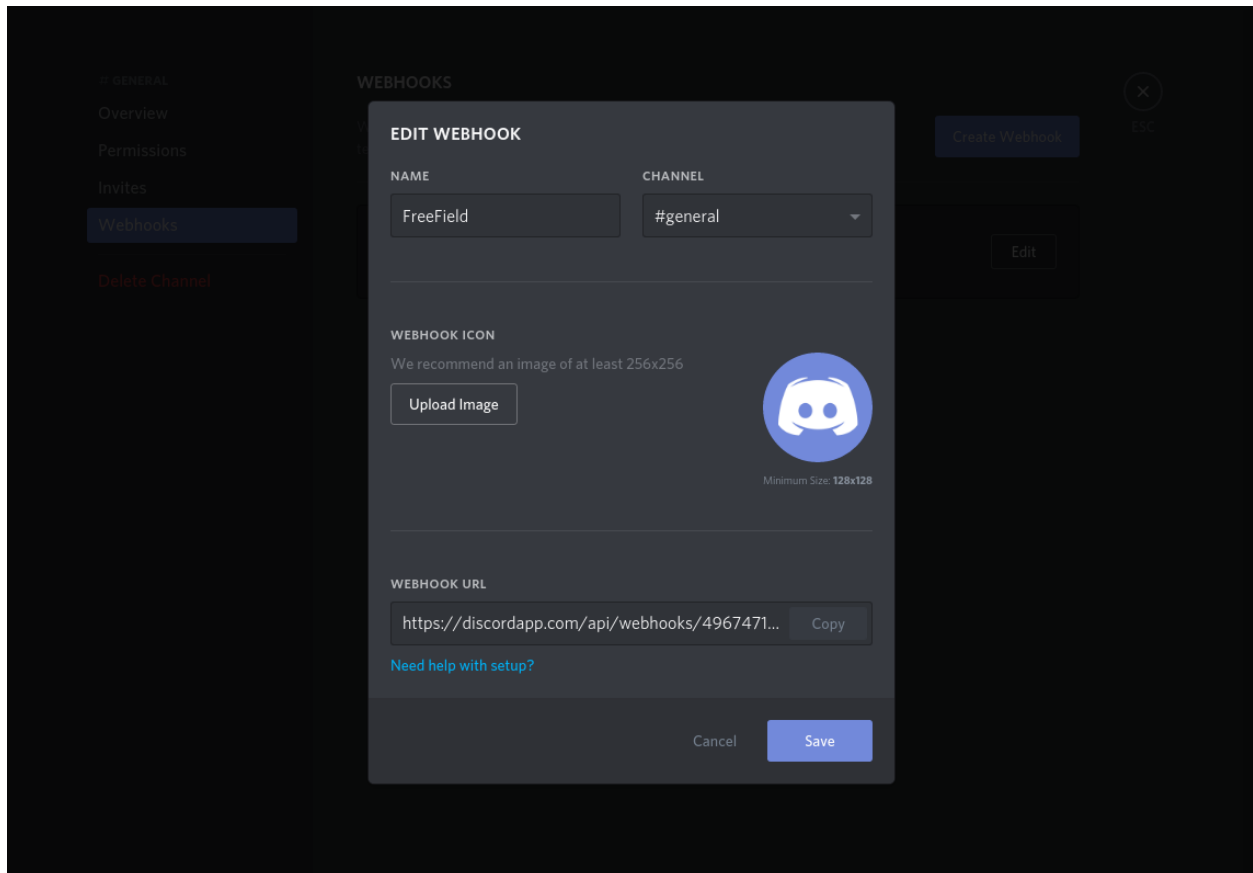 # GENERAL
Overview
Permissions
Invites
Webhooks
Delete Channel
WEBHOOKS
Create Webhook
ESC
Edit
EDIT WEBHOOK
NAME
CHANNEL
FreeField
#general
WEBHOOK ICON
We recommend an image of at least 256x256
Upload Image
Minimum Size: 128x128
WEBHOOK URL
https://discordapp.com/api/webhooks/4967471...
Copy
Need help with setup?
Cancel
Save